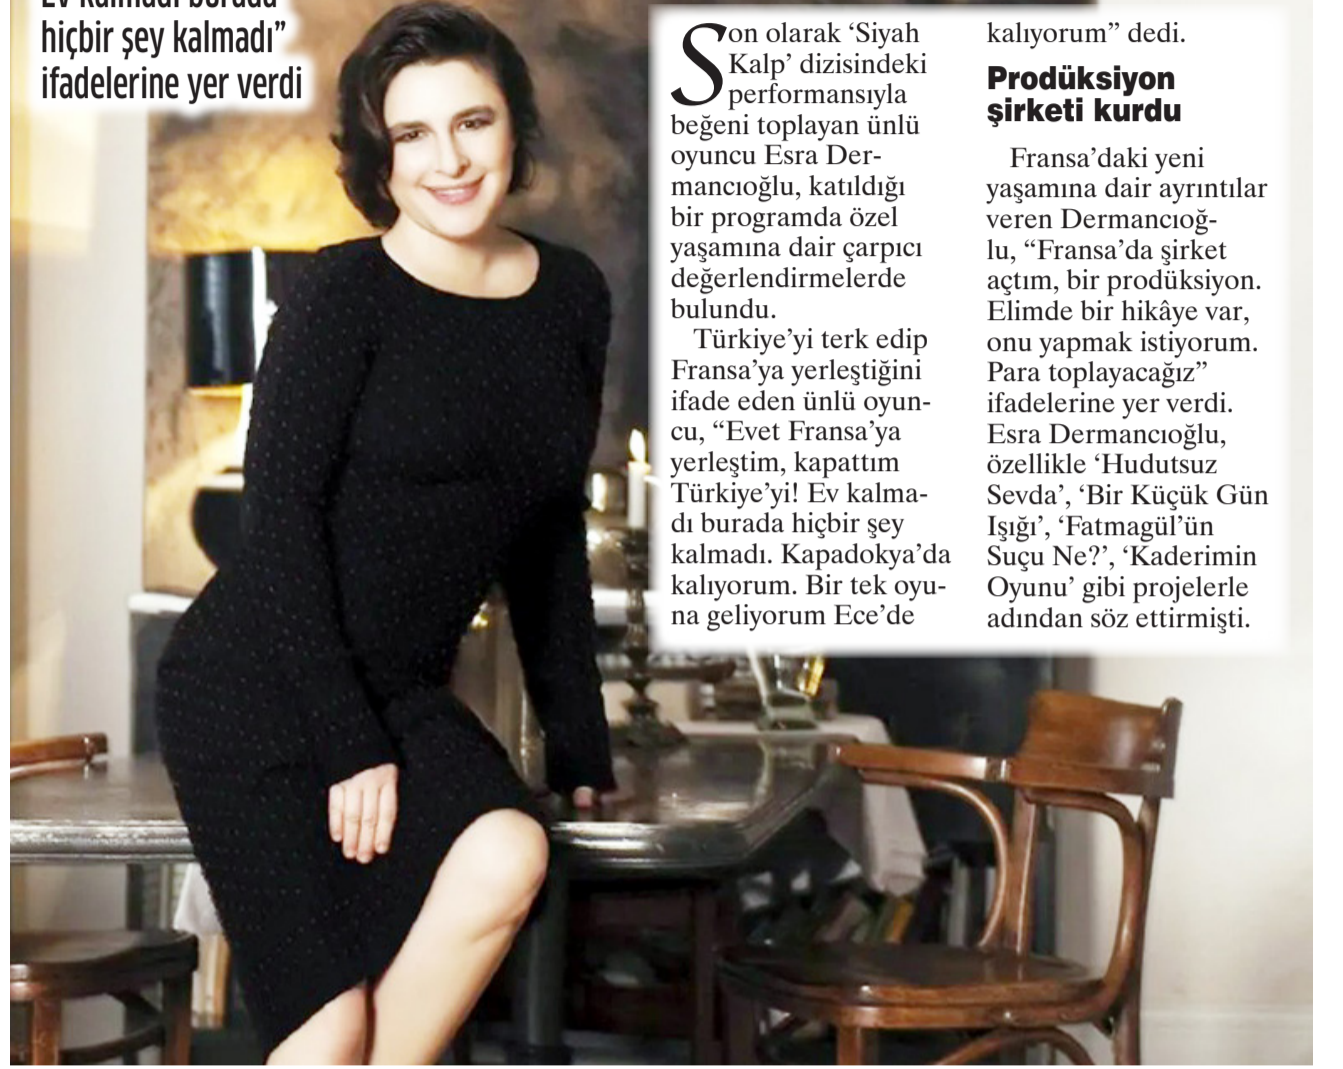 Ev kalmadı burada
hiçbir şey kalmadı”
ifadelerine yer verdi
Son olarak ‘Siyah
Kalp’ dizisindeki
performansıyla
beğeni toplayan ünlü
oyuncu Esra Der-
mancıoğlu, katıldığı
bir programda özel
yaşamına dair çarpıcı
değerlendirmelerde
bulundu.
Türkiye’yi terk edip
Fransa’ya yerleştiğini
ifade eden ünlü oyun-
cu, “Evet Fransa’ya
yerleştim, kapattım
Türkiye’yi! Ev kalma-
dı burada hiçbir şey
kalmadı. Kapadokya’da
kalıyorum. Bir tek oyu-
na geliyorum Ece’de
kalıyorum” dedi.
Prodüksiyon
şirketi kurdu
Fransa’daki yeni
yaşamına dair ayrıntılar
veren Dermancıoğ-
lu, “Fransa’da şirket
açtım, bir prodüksiyon.
Elimde bir hikâye var,
onu yapmak istiyorum.
Para toplayacağız”
ifadelerine yer verdi.
Esra Dermancıoğlu,
özellikle ‘Hudutsuz
Sevda’, ‘Bir Küçük Gün
Işığı’, ‘Fatmagül’ün
Suçu Ne?’, ‘Kaderimin
Oyunu’ gibi projelerle
adından söz ettirmişti.